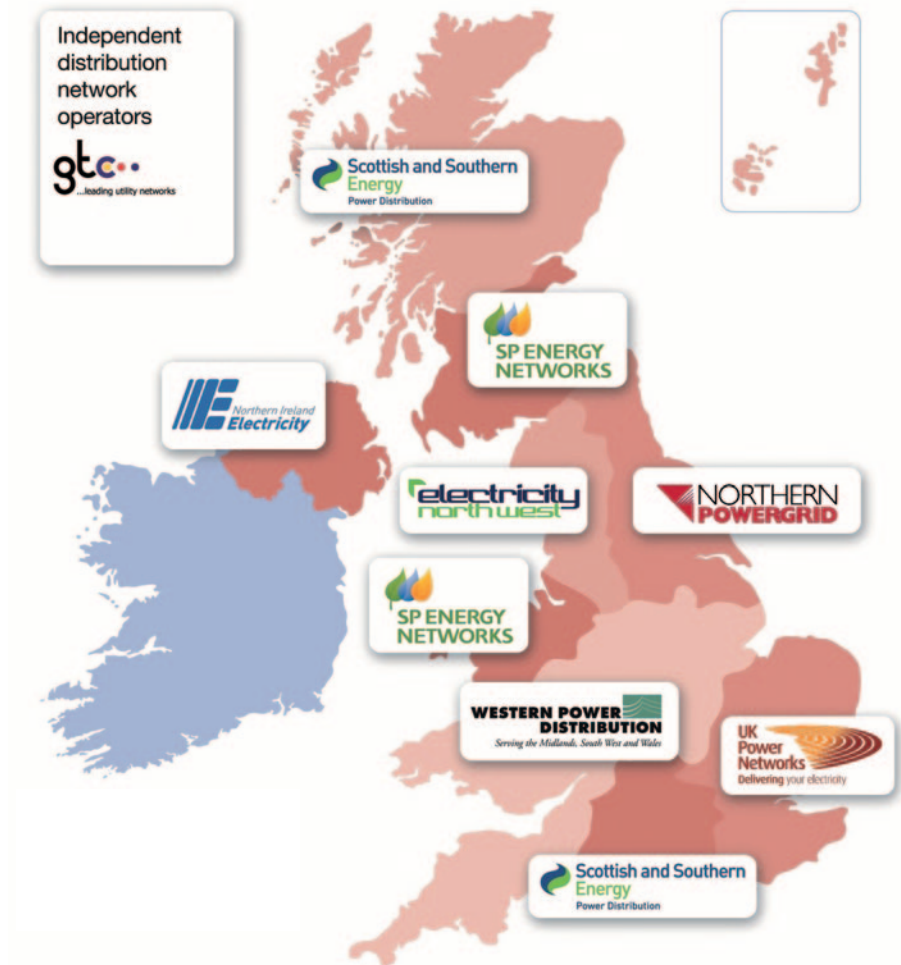 Independent
distribution
network
operators
gtc
...leading utility networks
Scottish and Southern
Energy
Power Distribution
SP ENERGY
NETWORKS
Northern Ireland
Electricity
electricity
north west
NORTHERN
POWERGRID
SP ENERGY
NETWORKS
WESTERN POWER
DISTRIBUTION
Serving the Midlands, South West and Wales
UK
Power
Networks
Delivering your electricity
Scottish and Southern
Energy
Power Distribution